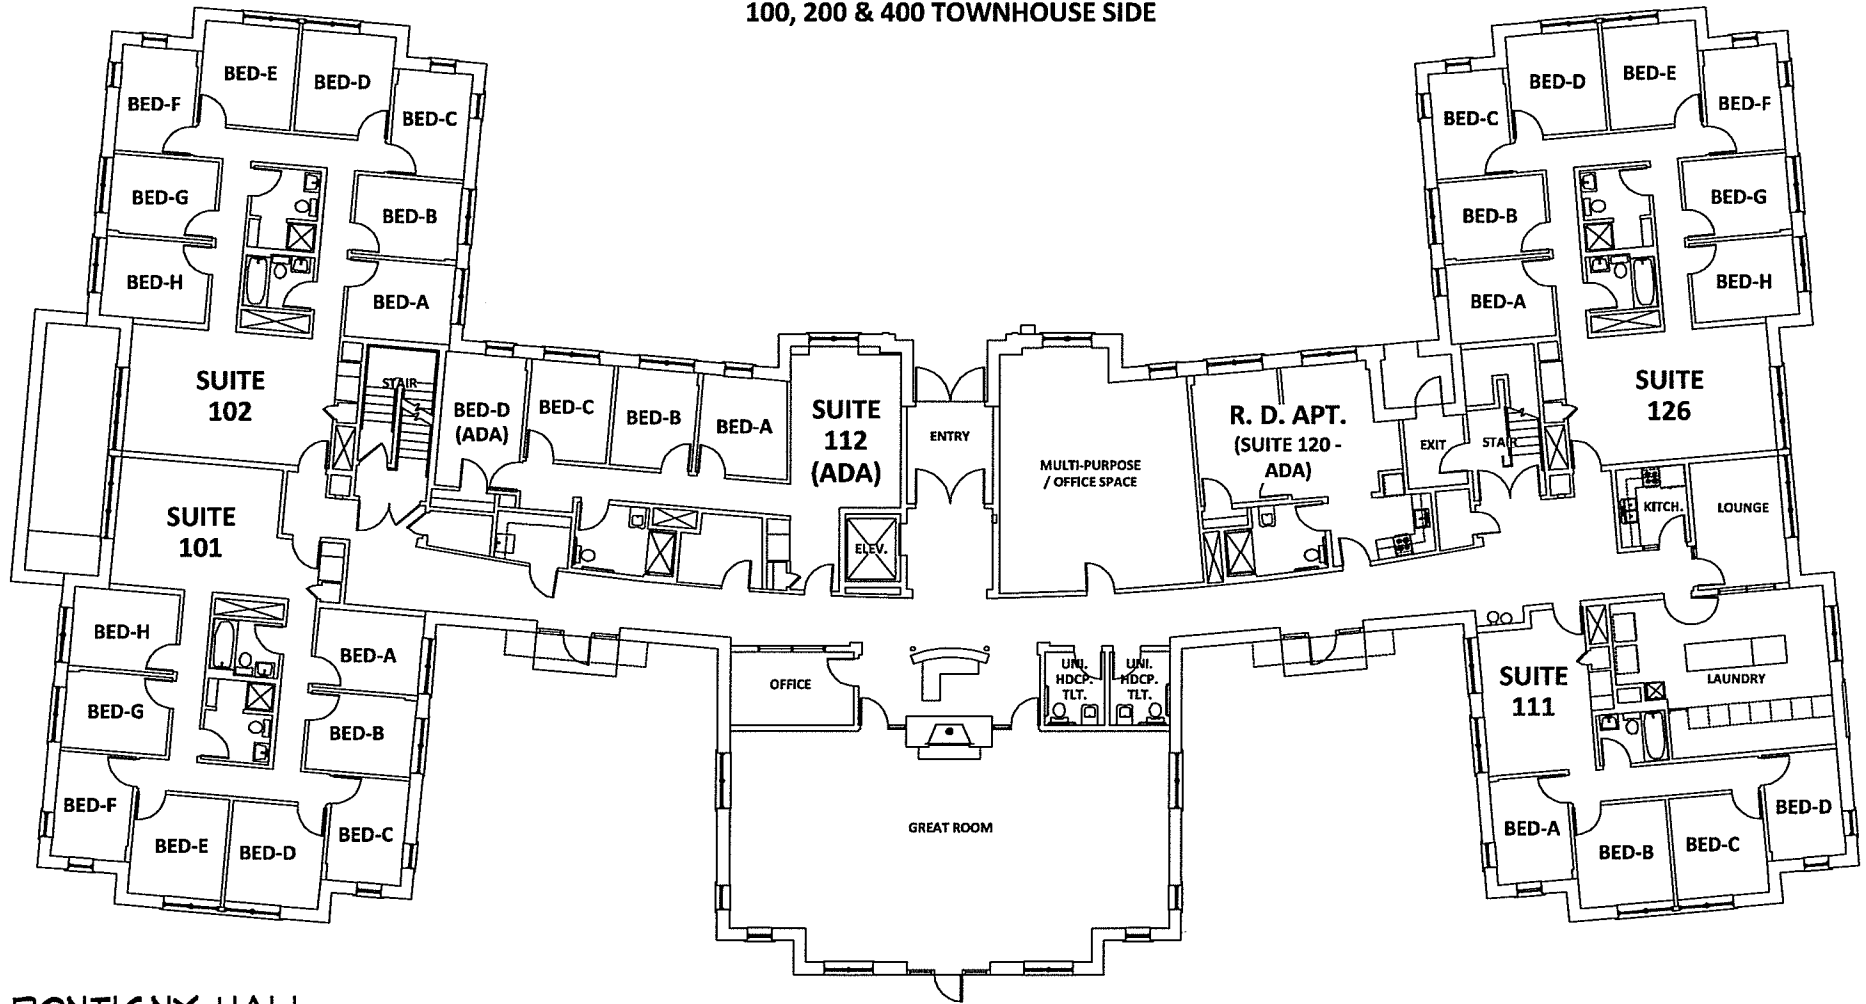 100, 200 & 400 TOWNHOUSE SIDE
BED-E
BED-D
BED-F
BED-C
BED-G
BED-B
BED-H
BED-A
SUITE
102
STAIR
SUITE
101
BED-D
(ADA)
BED-C
BED-B
BED-A
SUITE
112
(ADA)
ELEV.
ENTRY
MULTI-PURPOSE
/ OFFICE SPACE
R. D. APT.
(SUITE 120 -
ADA)
EXIT
STAIR
BED-D
BED-E
BED-C
BED-F
BED-B
BED-G
BED-A
BED-H
SUITE
126
KITCH.
LOUNGE
BED-H
BED-A
BED-G
BED-B
BED-F
BED-C
BED-E
BED-D
OFFICE
UNI.
HDCP.
TLT.
UNI.
HDCP.
TLT.
GREAT ROOM
SUITE
111
LAUNDRY
BED-A
BED-B
BED-C
BED-D
PONTIGNY HALL